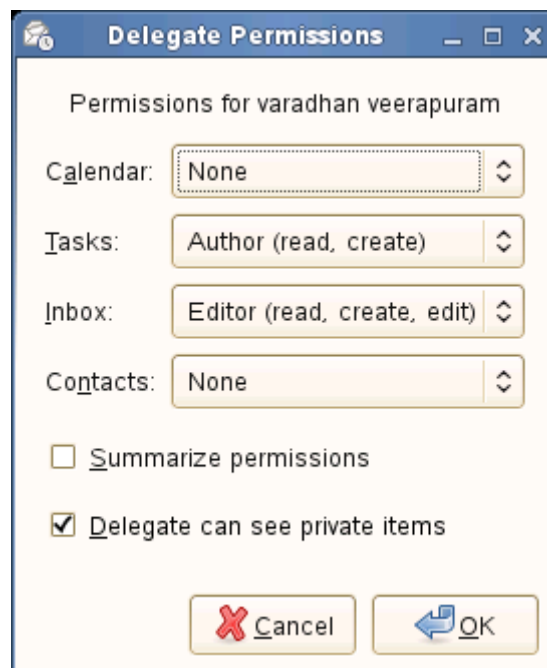 Delegate Permissions
Permissions for varadhan veerapuram
Calendar: None
Tasks: Author (read, create)
Inbox: Editor (read, create, edit)
Contacts: None
Summarize permissions
Delegate can see private items
Cancel OK